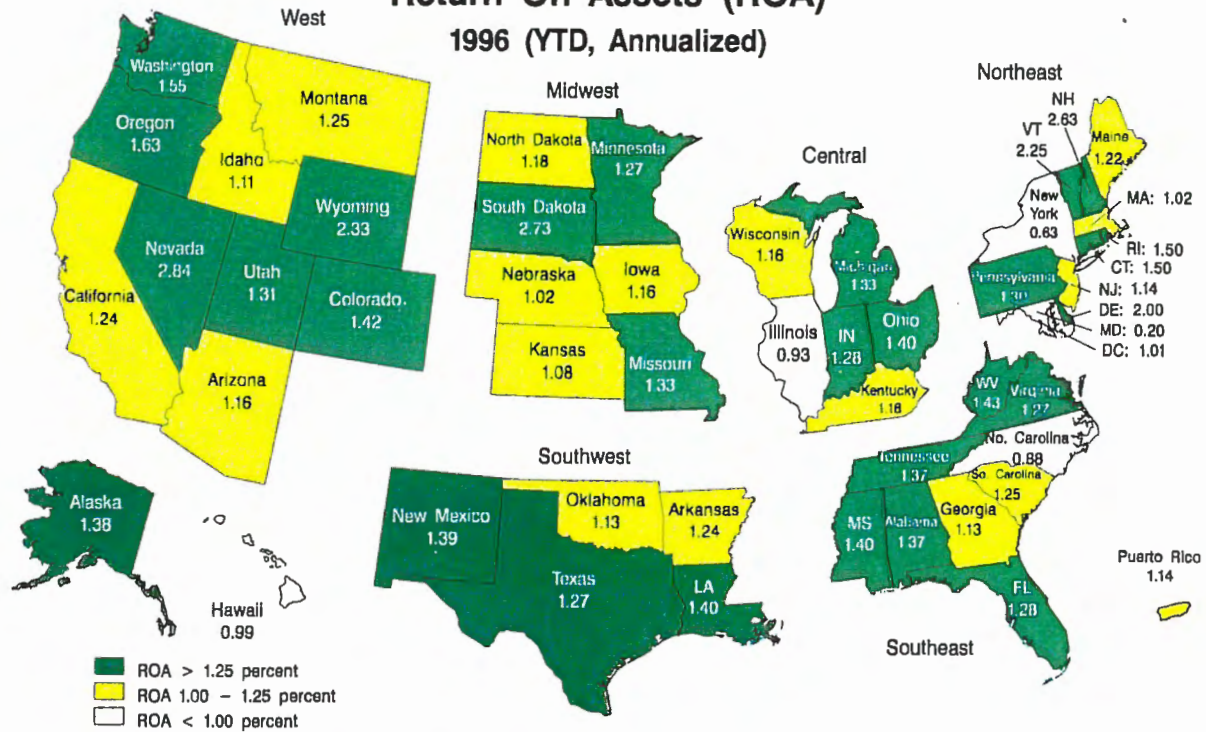 Return On Assets (ROA)
1996 (YTD, Annualized)
West
Washington
1.55
Oregon
1.63
Montana
1.25
Idaho
1.11
Wyoming
2.33
Nevada
2.84
Utah
1.31
Colorado
1.42
California
1.24
Arizona
1.16
Alaska
1.38
Hawaii
0.99
Midwest
North Dakota
1.18
Minnesota
1.27
South Dakota
2.73
Nebraska
1.02
Iowa
1.16
Kansas
1.08
Missouri
1.33
Central
Wisconsin
1.16
Michigan
1.33
Illinois
0.93
IN
1.28
Ohio
1.40
Kentucky
1.18
Northeast
NH
2.63
VT
2.25
Maine
1.22
New
York
0.63
MA: 1.02
RI: 1.50
CT: 1.50
Pennsylvania
1.30
NJ: 1.14
DE: 2.00
MD: 0.20
DC: 1.01
Southwest
New Mexico
1.39
Oklahoma
1.13
Arkansas
1.24
Texas
1.27
LA
1.40
WV
1.43
Virginia
1.27
No. Carolina
0.88
Tennessee
1.37
So. Carolina
1.25
MS
1.40
Alabama
1.37
Georgia
1.13
FL
1.28
Southeast
Puerto Rico
1.14
ROA > 1.25 percent
ROA 1.00 – 1.25 percent
ROA < 1.00 percent